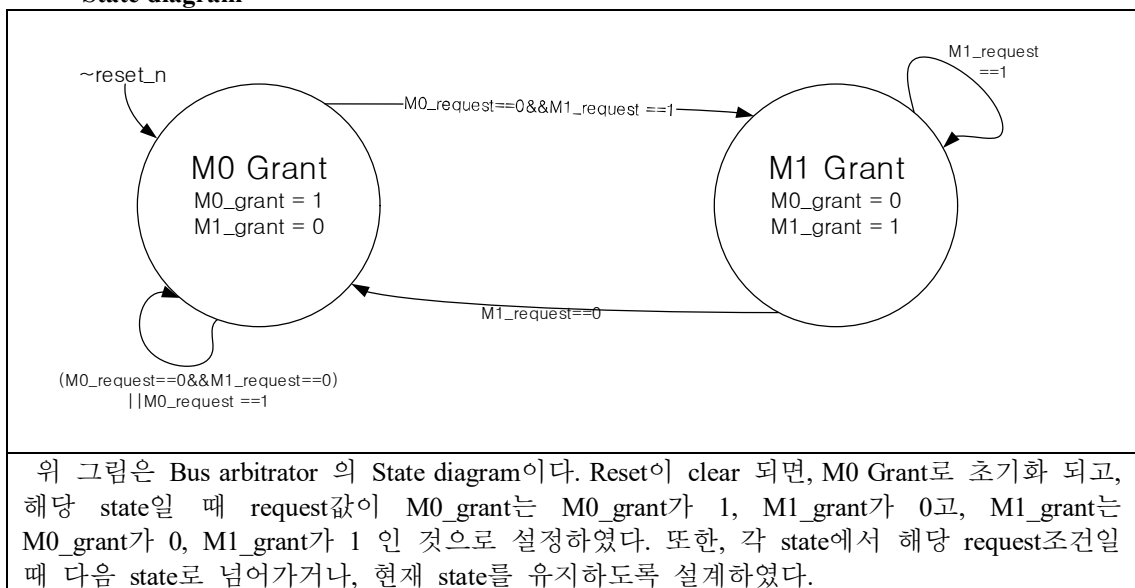 State diagram
~reset_n
M0_request==0&&M1_request ==1
M1_request
==1
M0 Grant
M0_grant = 1
M1_grant = 0
M1 Grant
M0_grant = 0
M1_grant = 1
M1_request==0
(M0_request==0&&M1_request==0)
||M0_request ==1
위 그림은 Bus arbitrator 의 State diagram이다. Reset이 clear 되면, M0 Grant로 초기화 되고,
해당 state일 때 request값이 M0_grant는 M0_grant가 1, M1_grant가 0고, M1_grant는
M0_grant가 0, M1_grant가 1 인 것으로 설정하였다. 또한, 각 state에서 해당 request조건일
때 다음 state로 넘어가거나, 현재 state를 유지하도록 설계하였다.